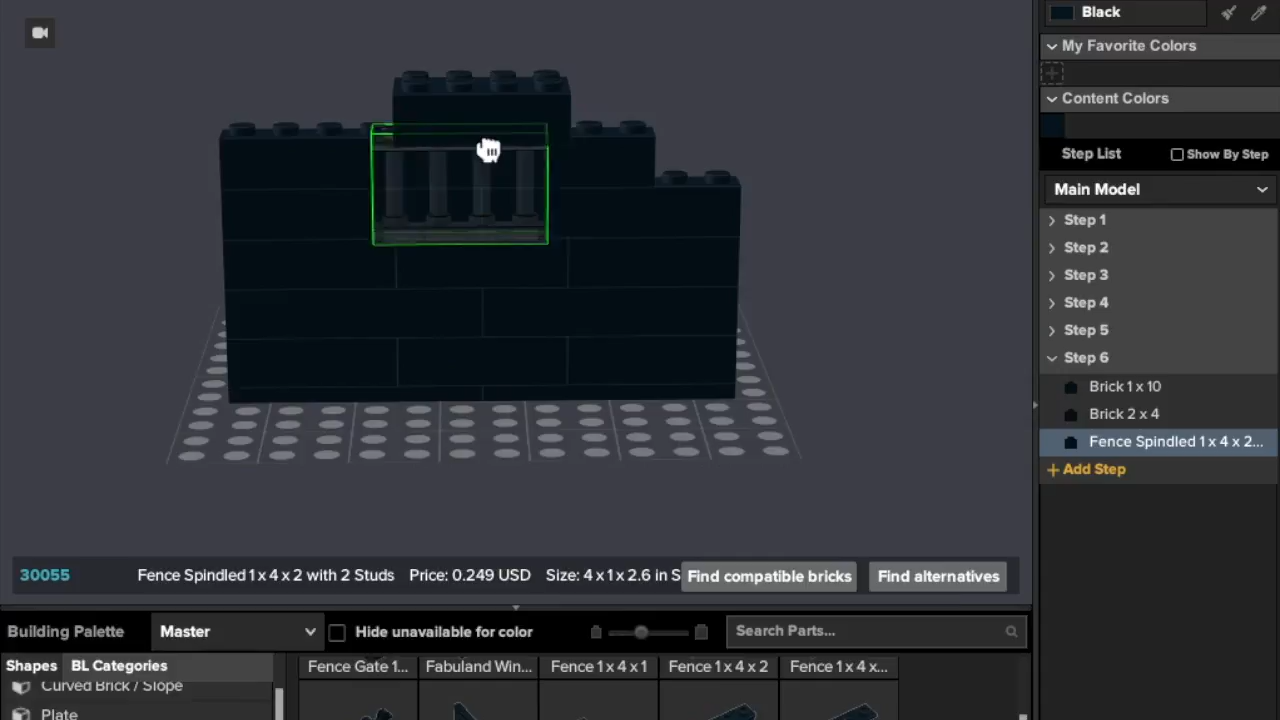 Black
My Favorite Colors
Content Colors
Step List
Show By Step
Main Model
Step 1
Step 2
Step 3
Step 4
Step 5
Step 6
Brick 1 x 10
Brick 2 x 4
Fence Spindled 1 x 4 x 2...
+ Add Step
30055 Fence Spindled 1 x 4 x 2 with 2 Studs Price: 0.249 USD Size: 4 x 1 x 2.6 in S Find compatible bricks Find alternatives
Building Palette Master Hide unavailable for color Search Parts...
Shapes BL Categories Fence Gate 1... Fabuland Win... Fence 1 x 4 x 1 Fence 1 x 4 x 2 Fence 1 x 4 x...
Curved Brick / Slope
Plate